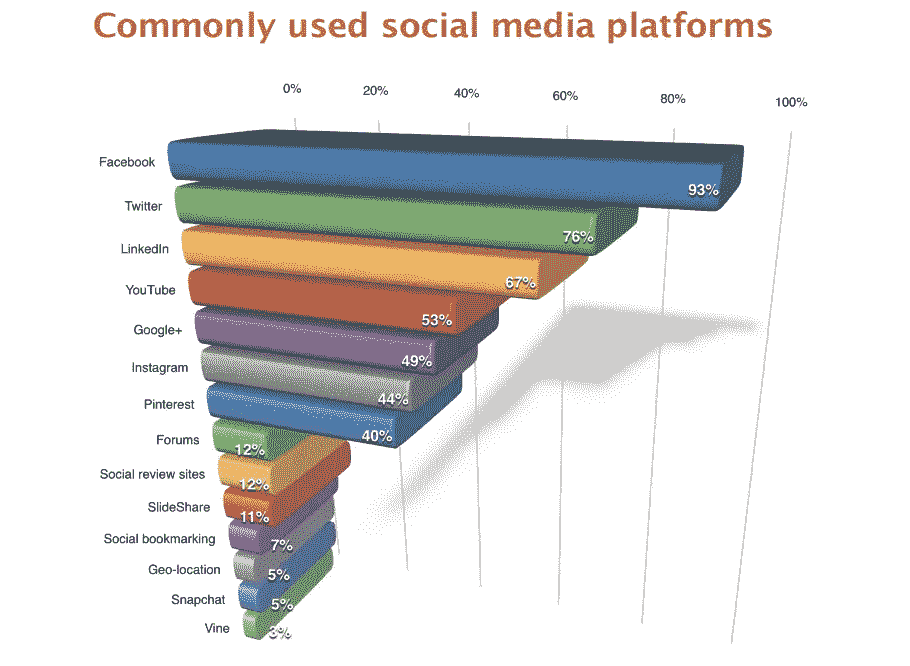 Commonly used social media platforms
0% 20% 40% 60% 80% 100%
Facebook 93%
Twitter 76%
LinkedIn 67%
YouTube 53%
Google+ 49%
Instagram 44%
Pinterest 40%
Forums 12%
Social review sites 12%
SlideShare 11%
Social bookmarking 7%
Geo-location 5%
Snapchat 5%
Vine 3%